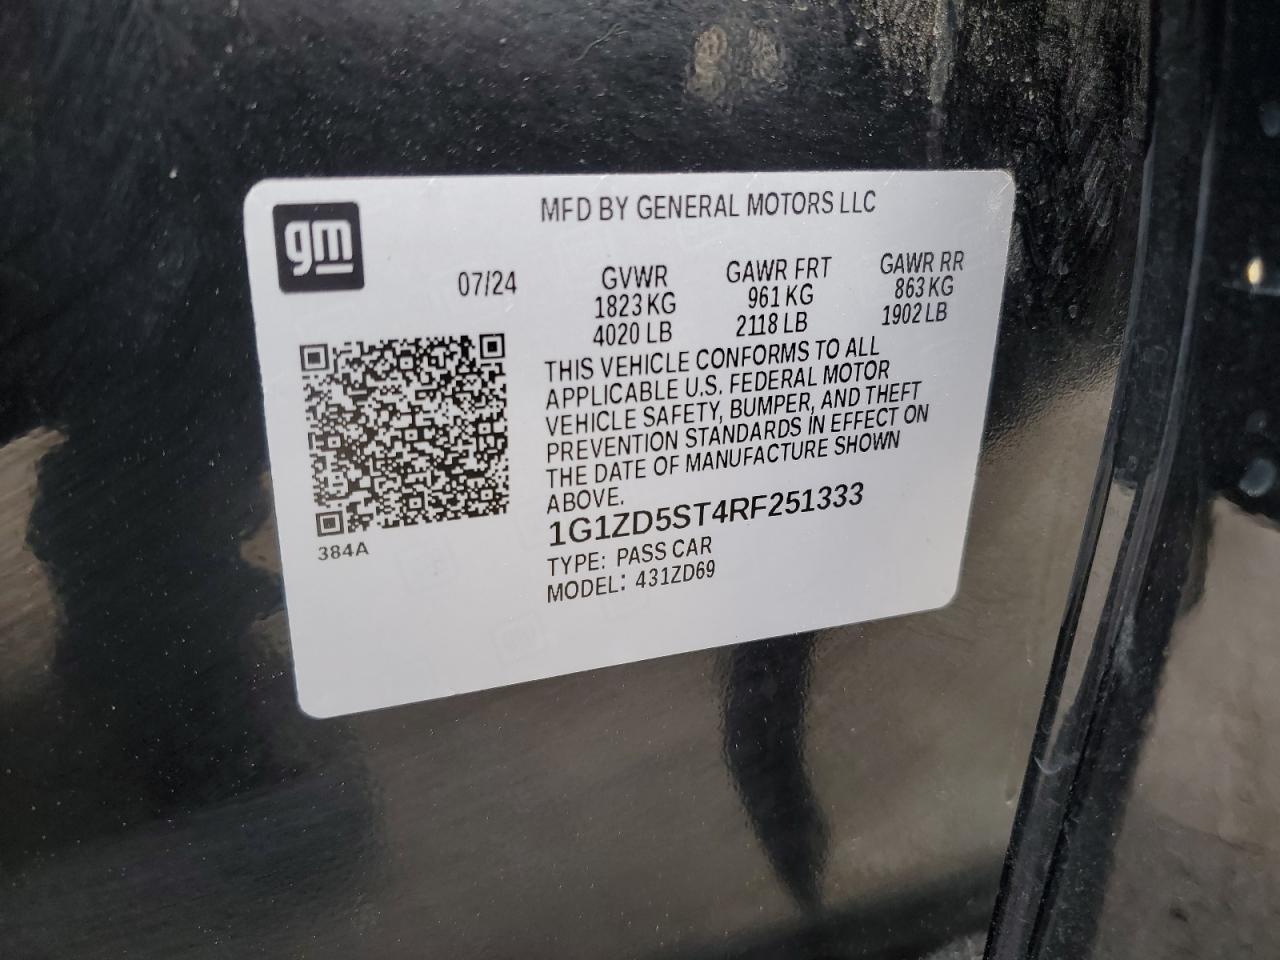 gm
MFD BY GENERAL MOTORS LLC
07/24
GVWR
1823 KG
4020 LB
GAWR FRT
961 KG
2118 LB
GAWR RR
863 KG
1902 LB
THIS VEHICLE CONFORMS TO ALL
APPLICABLE U.S. FEDERAL MOTOR
VEHICLE SAFETY, BUMPER, AND THEFT
PREVENTION STANDARDS IN EFFECT ON
THE DATE OF MANUFACTURE SHOWN
ABOVE.
1G1ZD5ST4RF251333
TYPE: PASS CAR
MODEL: 431ZD69
384A